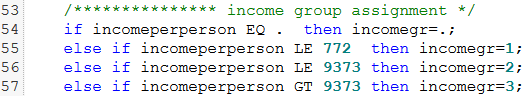 53 /*************** income group assignment */
54 if incomeperperson EQ .  then incomegr=.;
55 else if incomeperperson LE 772  then incomegr=1;
56 else if incomeperperson LE 9373 then incomegr=2;
57 else if incomeperperson GT 9373 then incomegr=3;